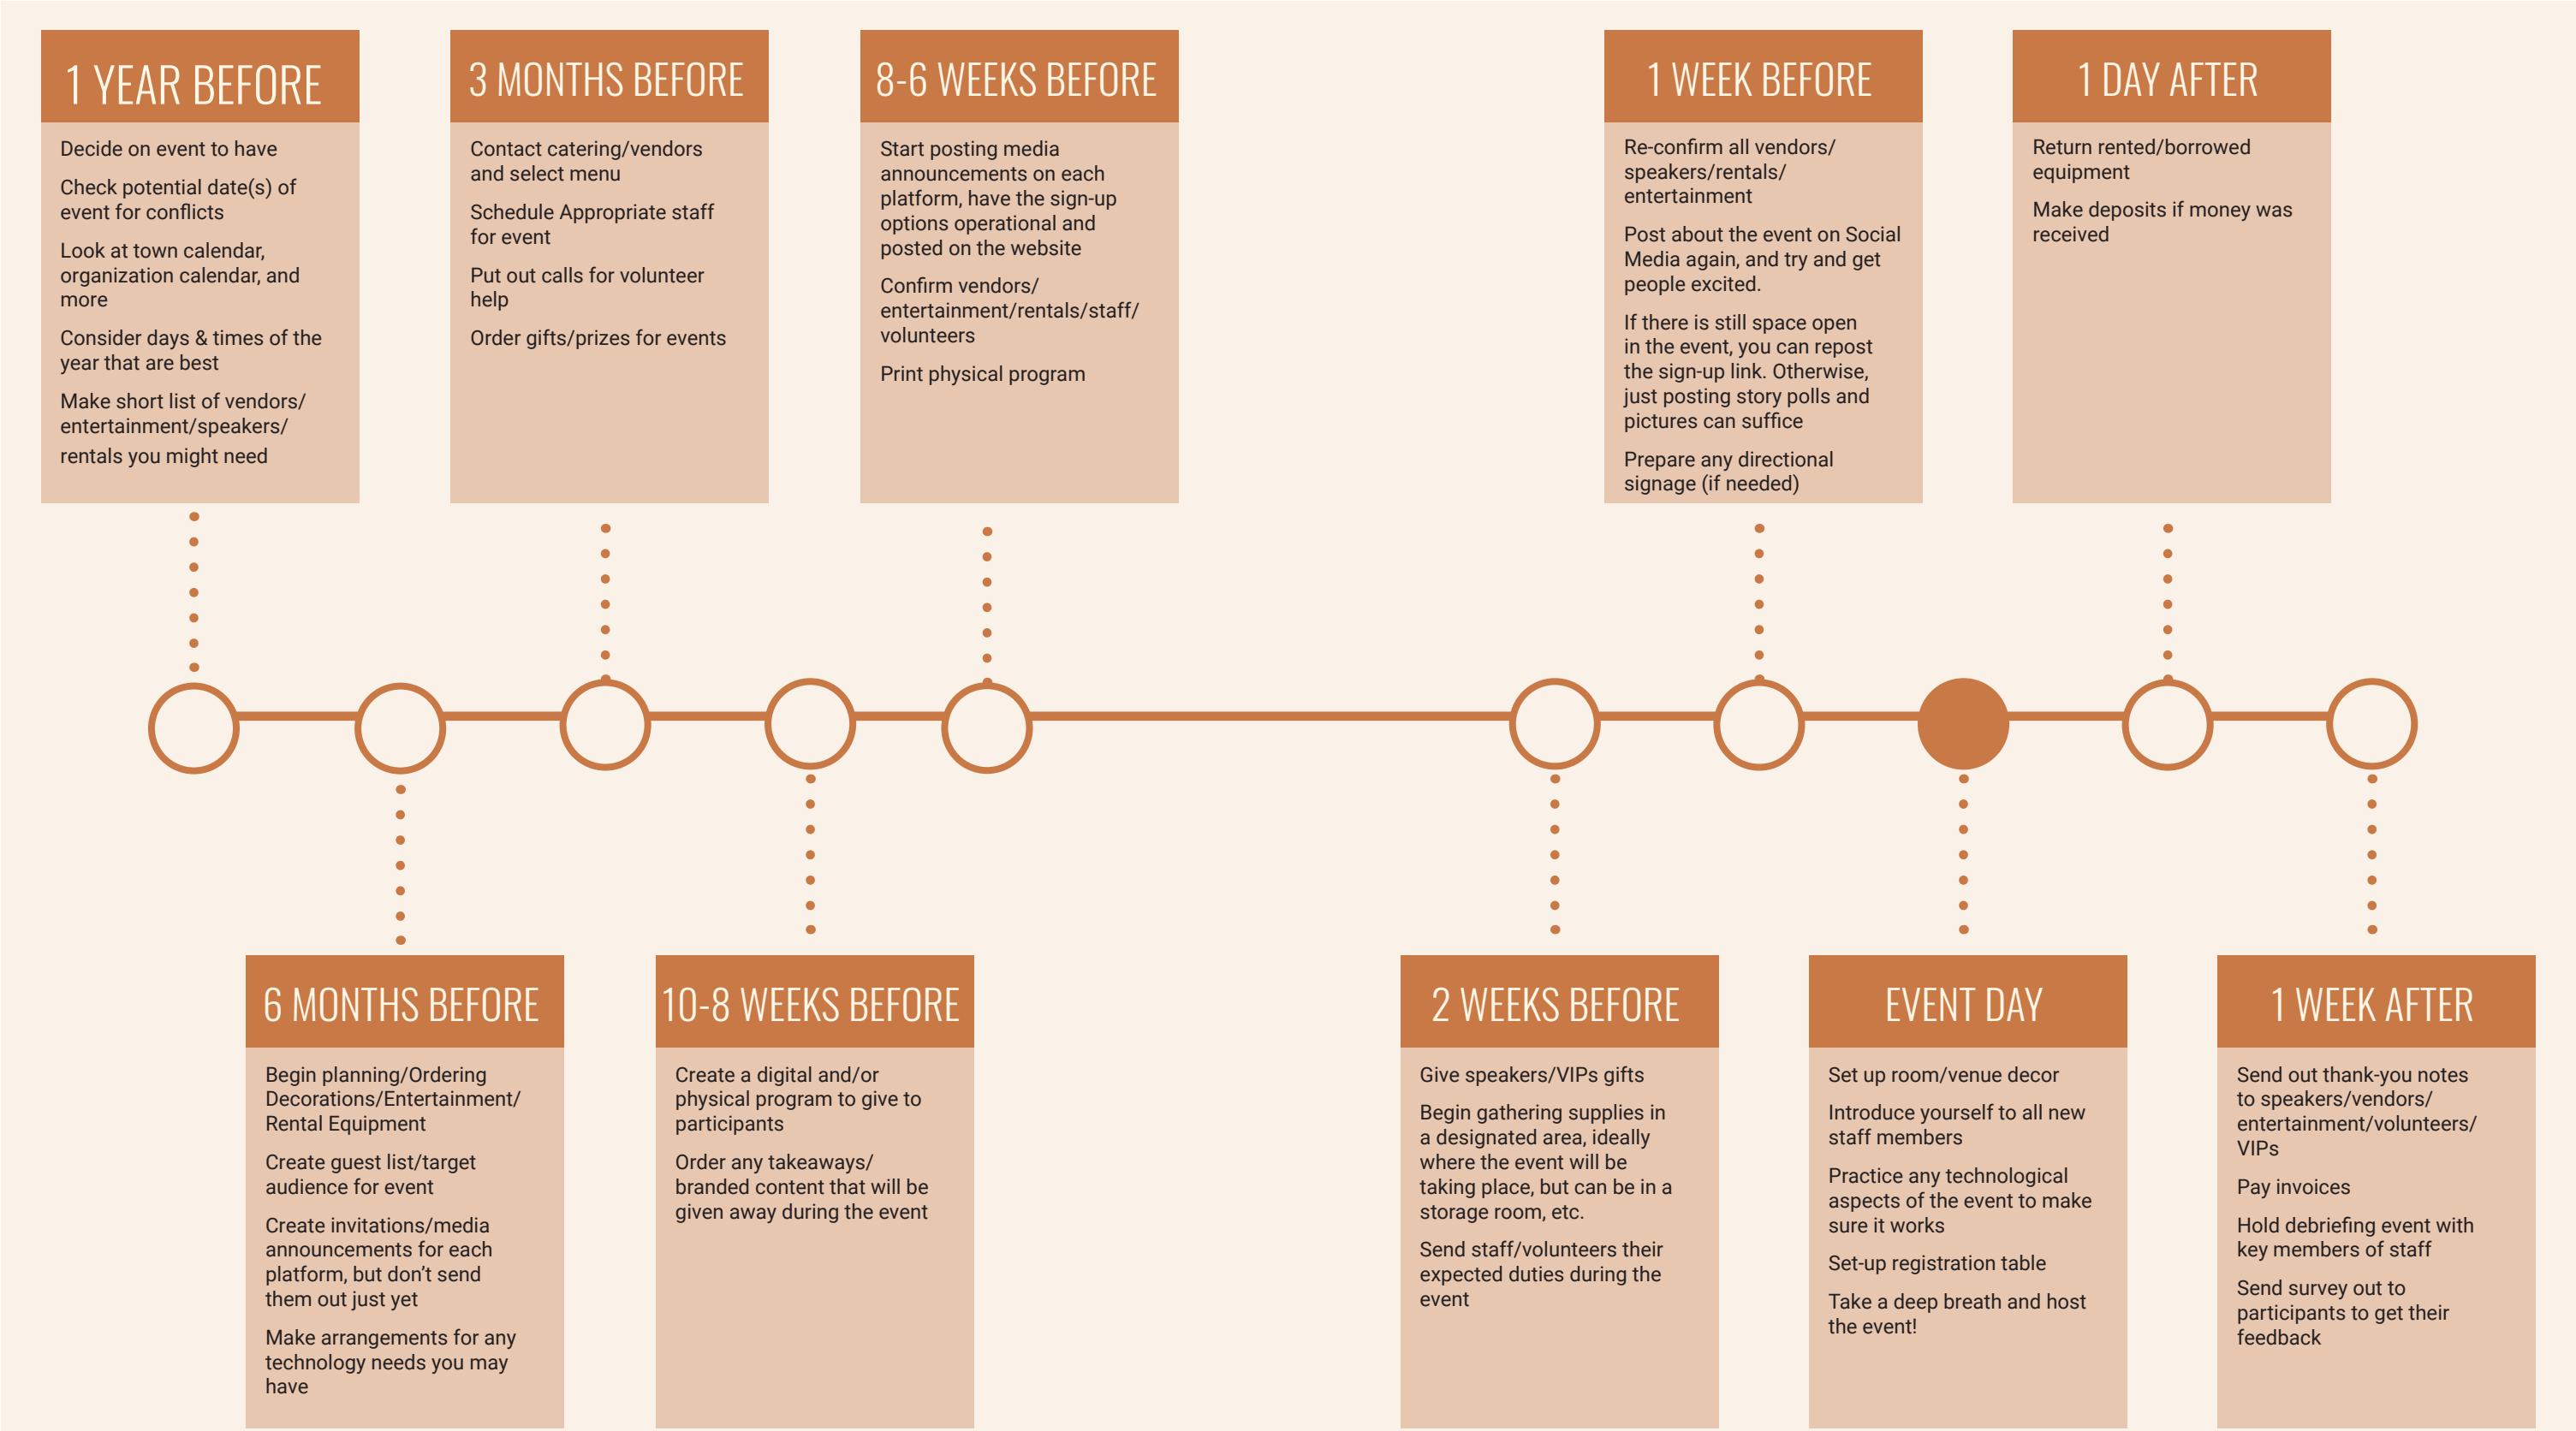 1 YEAR BEFORE
Decide on event to have
Check potential date(s) of
event for conflicts
Look at town calendar,
organization calendar, and
more
Consider days & times of the
year that are best
Make short list of vendors/
entertainment/speakers/
rentals you might need
3 MONTHS BEFORE
Contact catering/vendors
and select menu
Schedule Appropriate staff
for event
Put out calls for volunteer
help
Order gifts/prizes for events
8-6 WEEKS BEFORE
Start posting media
announcements on each
platform, have the sign-up
options operational and
posted on the website
Confirm vendors/
entertainment/rentals/staff/
volunteers
Print physical program
1 WEEK BEFORE
Re-confirm all vendors/
speakers/rentals/
entertainment
Post about the event on Social
Media again, and try and get
people excited.
If there is still space open
in the event, you can repost
the sign-up link. Otherwise,
just posting story polls and
pictures can suffice
Prepare any directional
signage (if needed)
1 DAY AFTER
Return rented/borrowed
equipment
Make deposits if money was
received
6 MONTHS BEFORE
Begin planning/Ordering
Decorations/Entertainment/
Rental Equipment
Create guest list/target
audience for event
Create invitations/media
announcements for each
platform, but don’t send
them out just yet
Make arrangements for any
technology needs you may
have
10-8 WEEKS BEFORE
Create a digital and/or
physical program to give to
participants
Order any takeaways/
branded content that will be
given away during the event
2 WEEKS BEFORE
Give speakers/VIPs gifts
Begin gathering supplies in
a designated area, ideally
where the event will be
taking place, but can be in a
storage room, etc.
Send staff/volunteers their
expected duties during the
event
EVENT DAY
Set up room/venue decor
Introduce yourself to all new
staff members
Practice any technological
aspects of the event to make
sure it works
Set-up registration table
Take a deep breath and host
the event!
1 WEEK AFTER
Send out thank-you notes
to speakers/vendors/
entertainment/volunteers/
VIPs
Pay invoices
Hold debriefing event with
key members of staff
Send survey out to
participants to get their
feedback